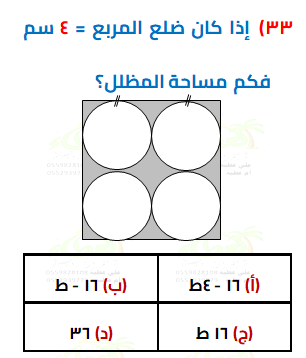 ٣٣) إذا كان ضلع المربع = ٤ سم
فكم مساحة المظلل؟
(أ) ١٦ - ٤ط
(ب) ١٦ - ط
(ج) ١٦ ط
(د) ٣٦